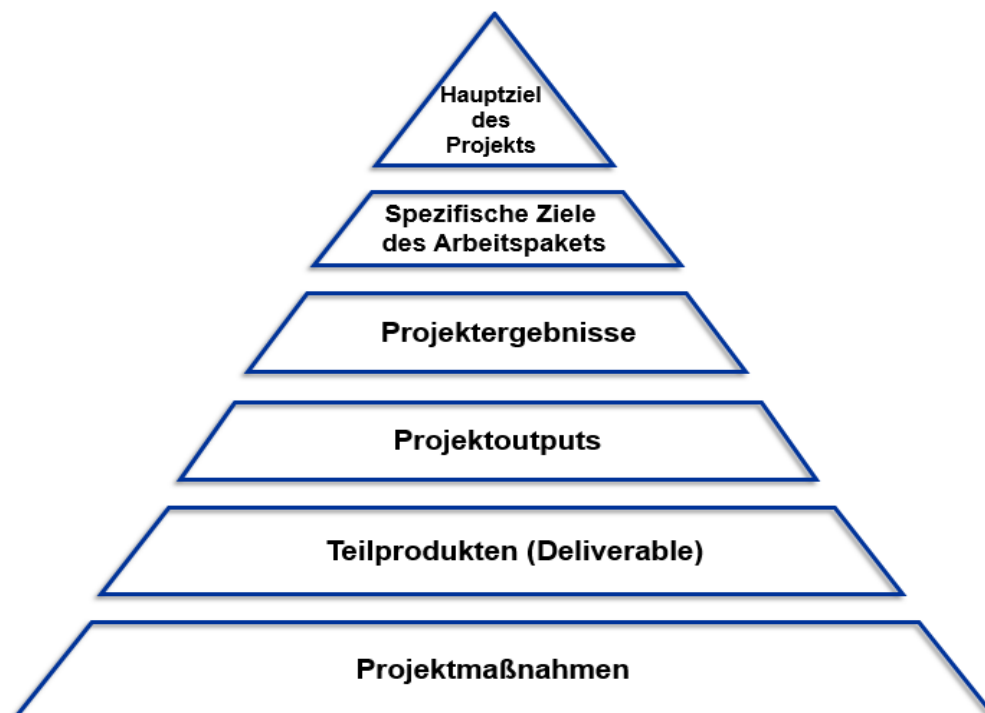 Hauptziel
des
Projekts
Spezifische Ziele
des Arbeitspakets
Projektergebnisse
Projektoutputs
Teilprodukten (Deliverable)
Projektmaßnahmen